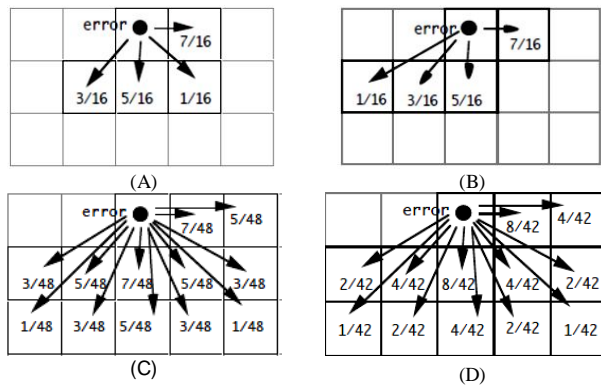 error
7/16
3/16 5/16 1/16
(A)
error
7/16
1/16 3/16 5/16
(B)
error
7/48 5/48
3/48 5/48 7/48 5/48 3/48
1/48 3/48 5/48 3/48 1/48
(C)
error
8/42 4/42
2/42 4/42 8/42 4/42 2/42
1/42 2/42 4/42 2/42 1/42
(D)